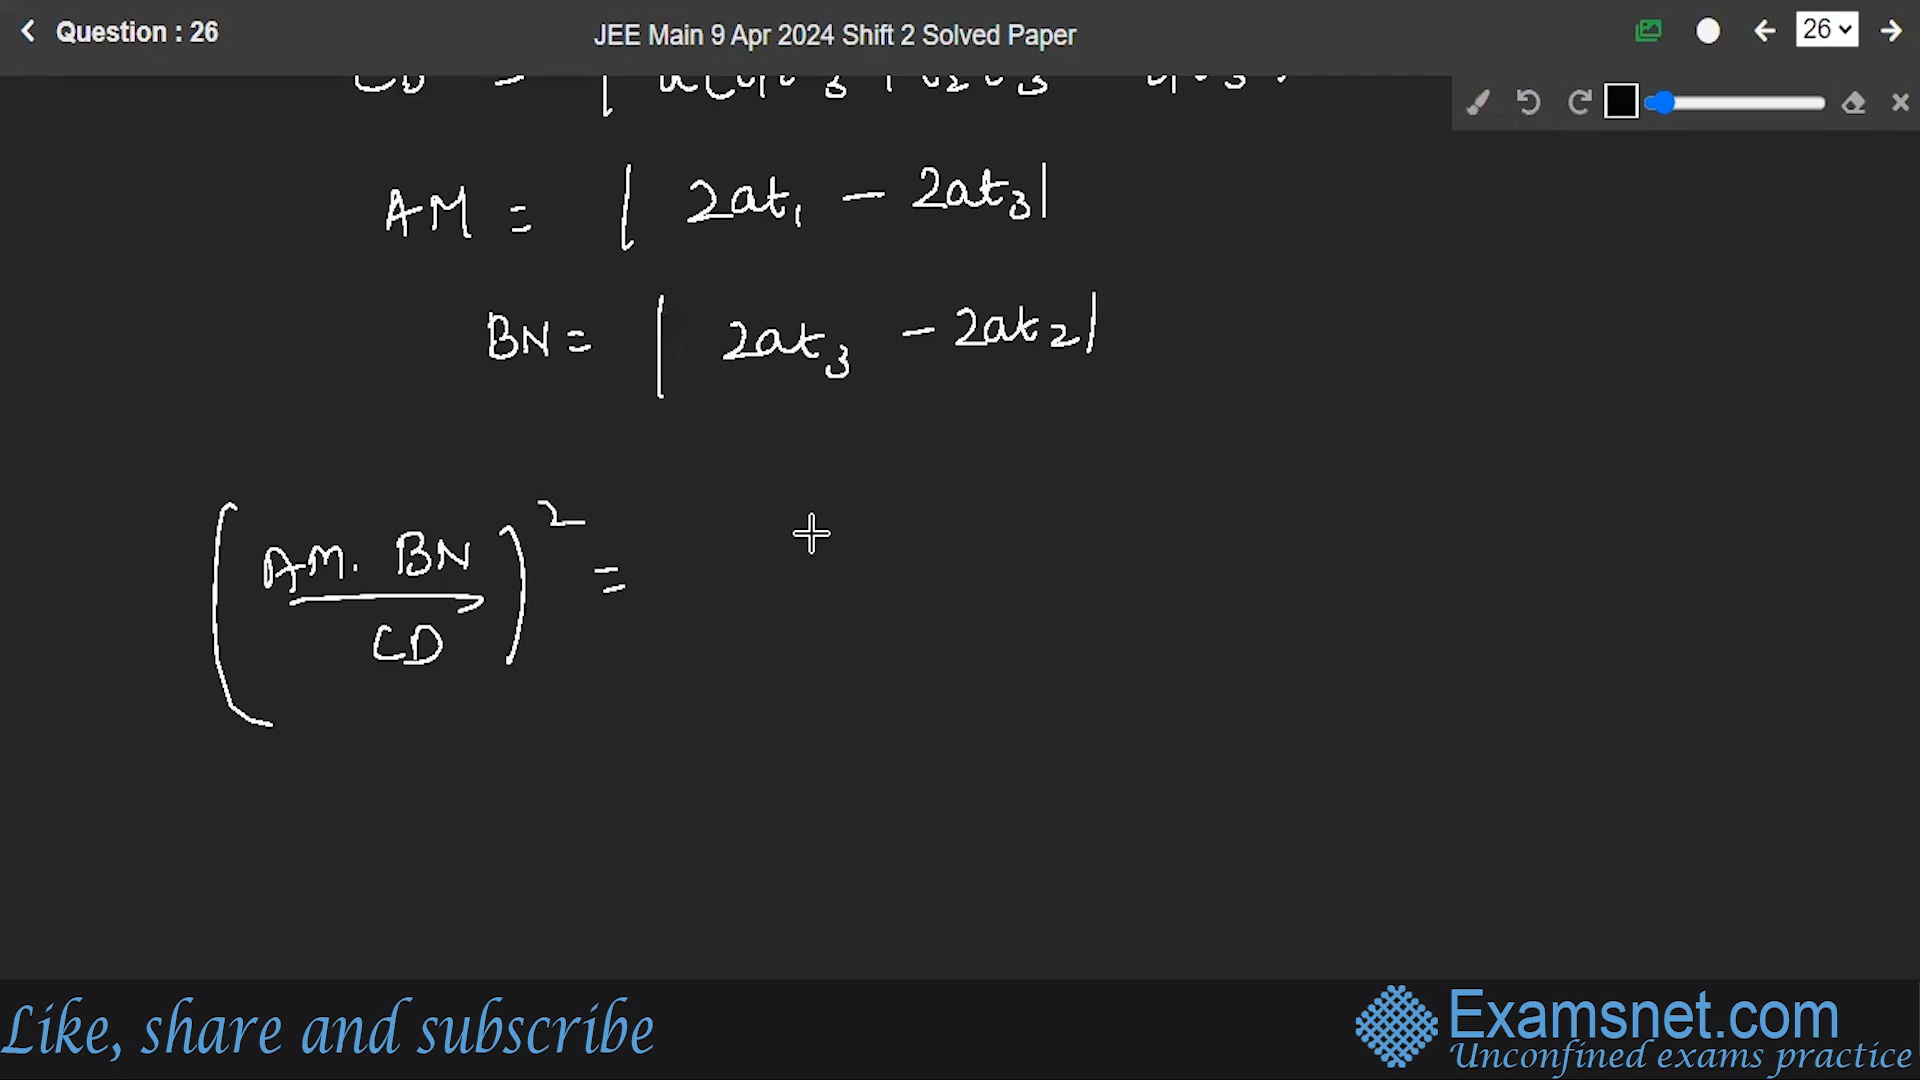 Question : 26
JEE Main 9 Apr 2024 Shift 2 Solved Paper
26
CD =
AM = | 2at₁ - 2at₃|
BN = | 2at₃ - 2at₂|
(AM. BN / CD)² =
Like, share and subscribe
Examsnet.com
Unconfined exams practice